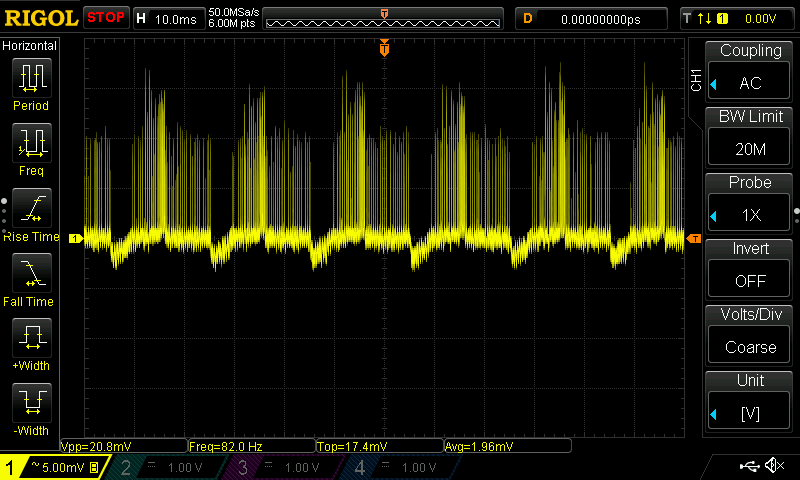 RIGOL STOP H 10.0ms 50.0MSa/s D 0.00000000ps T 1 0.00V
6.00M pts
T
Horizontal
Period
Freq
Rise Time
Fall Time
+Width
-Width
T
1
T
CH1
Coupling
AC
BW Limit
20M
Probe
1X
Invert
OFF
Volts/Div
Coarse
Unit
[V]
Vpp=20.8mV Freq=82.0 Hz Top=17.4mV Avg=1.96mV
1 ~ 5.00mV B 2 1.00 V 3 1.00 V 4 1.00 V